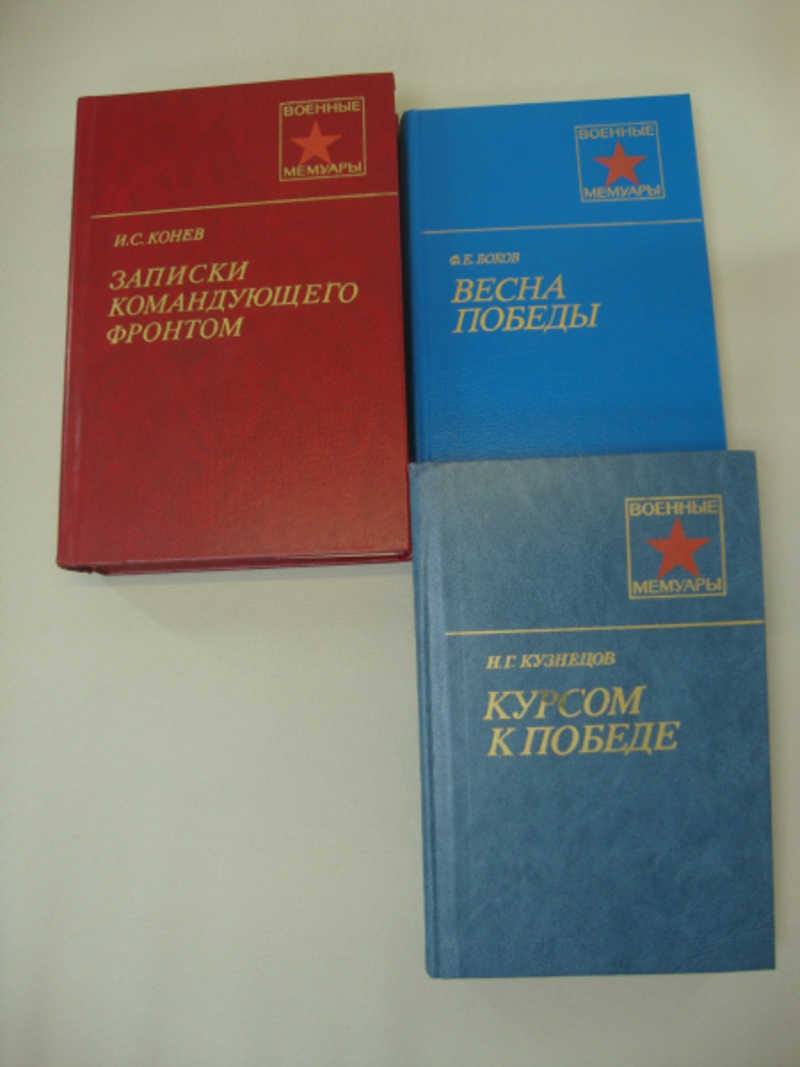 ВОЕННЫЕ
МЕМУАРЫ
И.С. КОНЕВ
ЗАПИСКИ
КОМАНДУЮЩЕГО
ФРОНТОМ
ВОЕННЫЕ
МЕМУАРЫ
Ф.Е. БОКОВ
ВЕСНА
ПОБЕДЫ
ВОЕННЫЕ
МЕМУАРЫ
Н.Г. КУЗНЕЦОВ
КУРСОМ
К ПОБЕДЕ